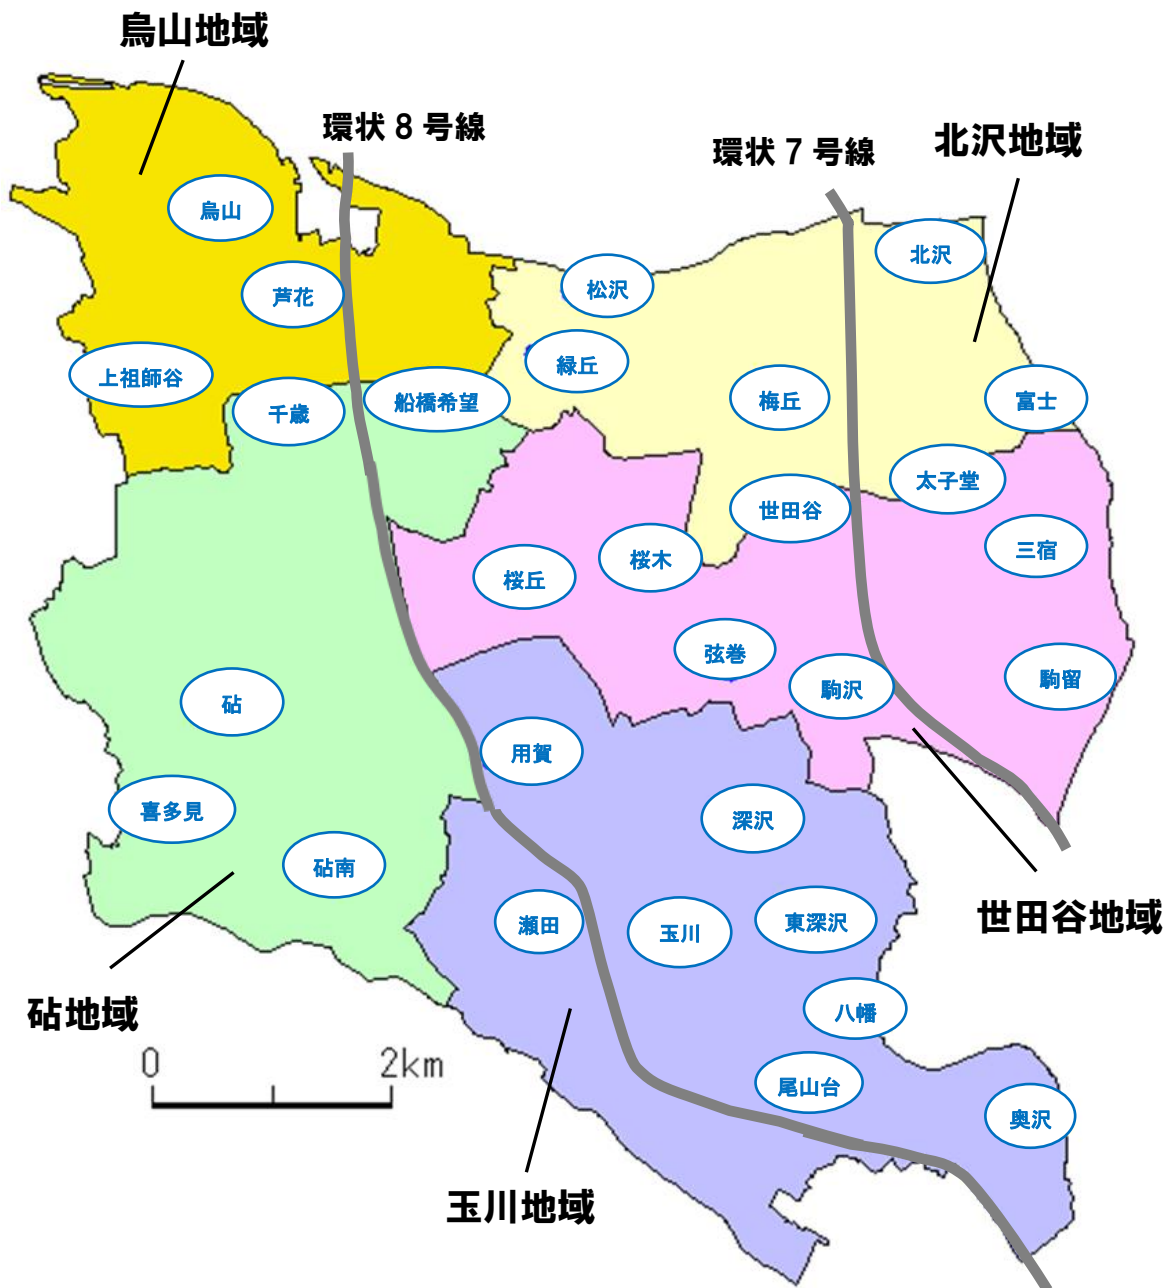 烏山地域
環状８号線
環状７号線
北沢地域
烏山
北沢
松沢
芦花
緑丘
上祖師谷
千歳
船橋希望
梅丘
富士
太子堂
世田谷
三宿
桜木
桜丘
弦巻
駒沢
駒留
砧
用賀
喜多見
深沢
砧南
瀬田
玉川
東深沢
世田谷地域
砧地域
八幡
0
2km
尾山台
奥沢
玉川地域